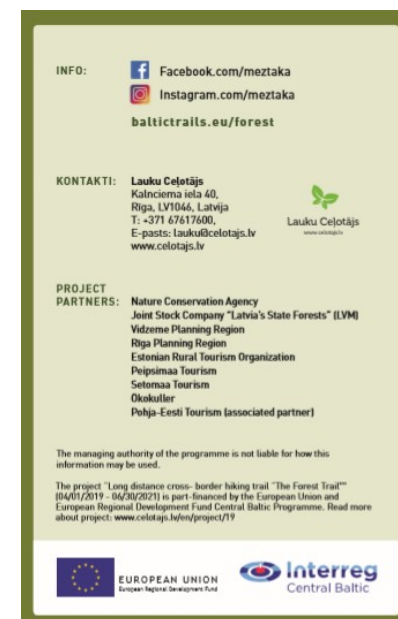 INFO:
Facebook.com/meztaka
Instagram.com/meztaka
baltictrails.eu/forest
KONTAKTI:
Lauku Ceļotājs
Kalnciema iela 40,
Rīga, LV1046, Latvija
T: +371 67617600,
E-pasts: lauku@celotajs.lv
www.celotajs.lv
Lauku Ceļotājs
www.celotajs.lv
PROJECT
PARTNERS:
Nature Conservation Agency
Joint Stock Company "Latvia's State Forests" (LVM)
Vidzeme Planning Region
Rīga Planning Region
Estonian Rural Tourism Organization
Peipsimaa Tourism
Setomaa Tourism
Ökokuller
Pohja-Eesti Tourism (associated partner)
The managing authority of the programme is not liable for how this
information may be used.
The project "Long distance cross- border hiking trail "The Forest Trail""
(04/01/2019 - 06/30/2021) is part-financed by the European Union and
European Regional Development Fund Central Baltic Programme. Read more
about project: www.celotajs.lv/en/project/19
EUROPEAN UNION
European Regional Development Fund
Interreg
Central Baltic